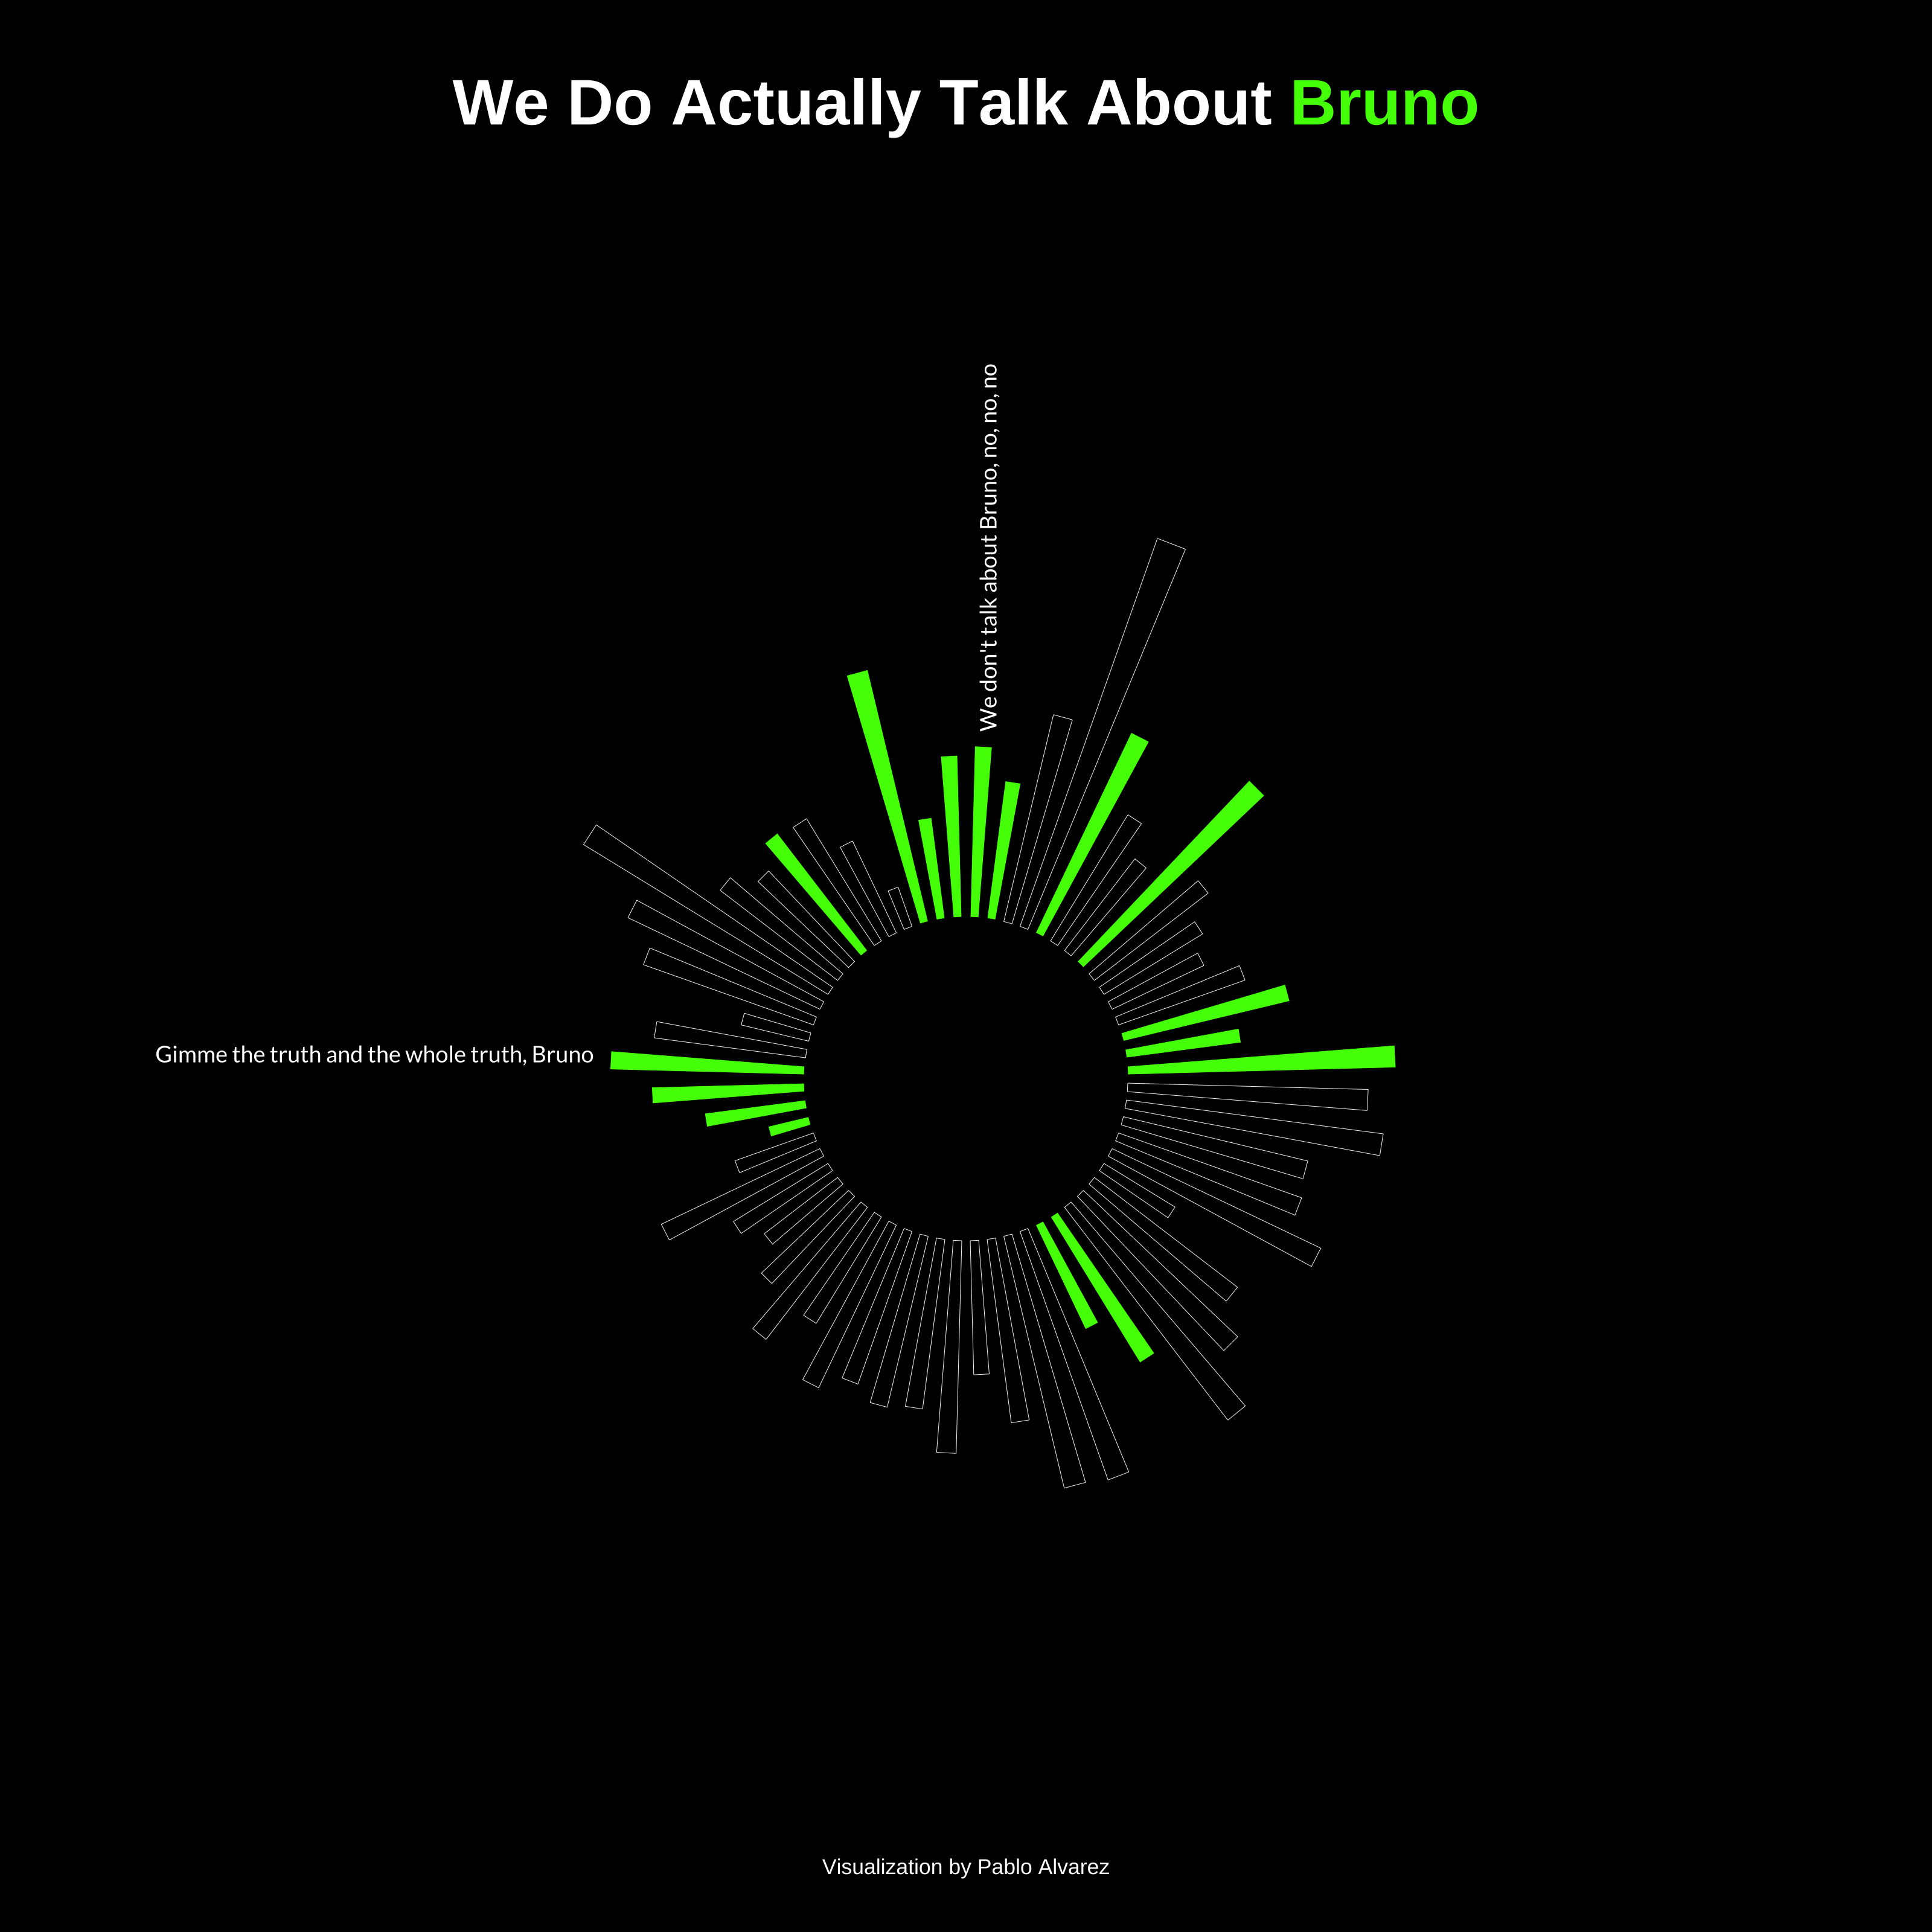 We Do Actually Talk About Bruno
We don't talk about Bruno, no, no, no
Gimme the truth and the whole truth, Bruno
Visualization by Pablo Alvarez